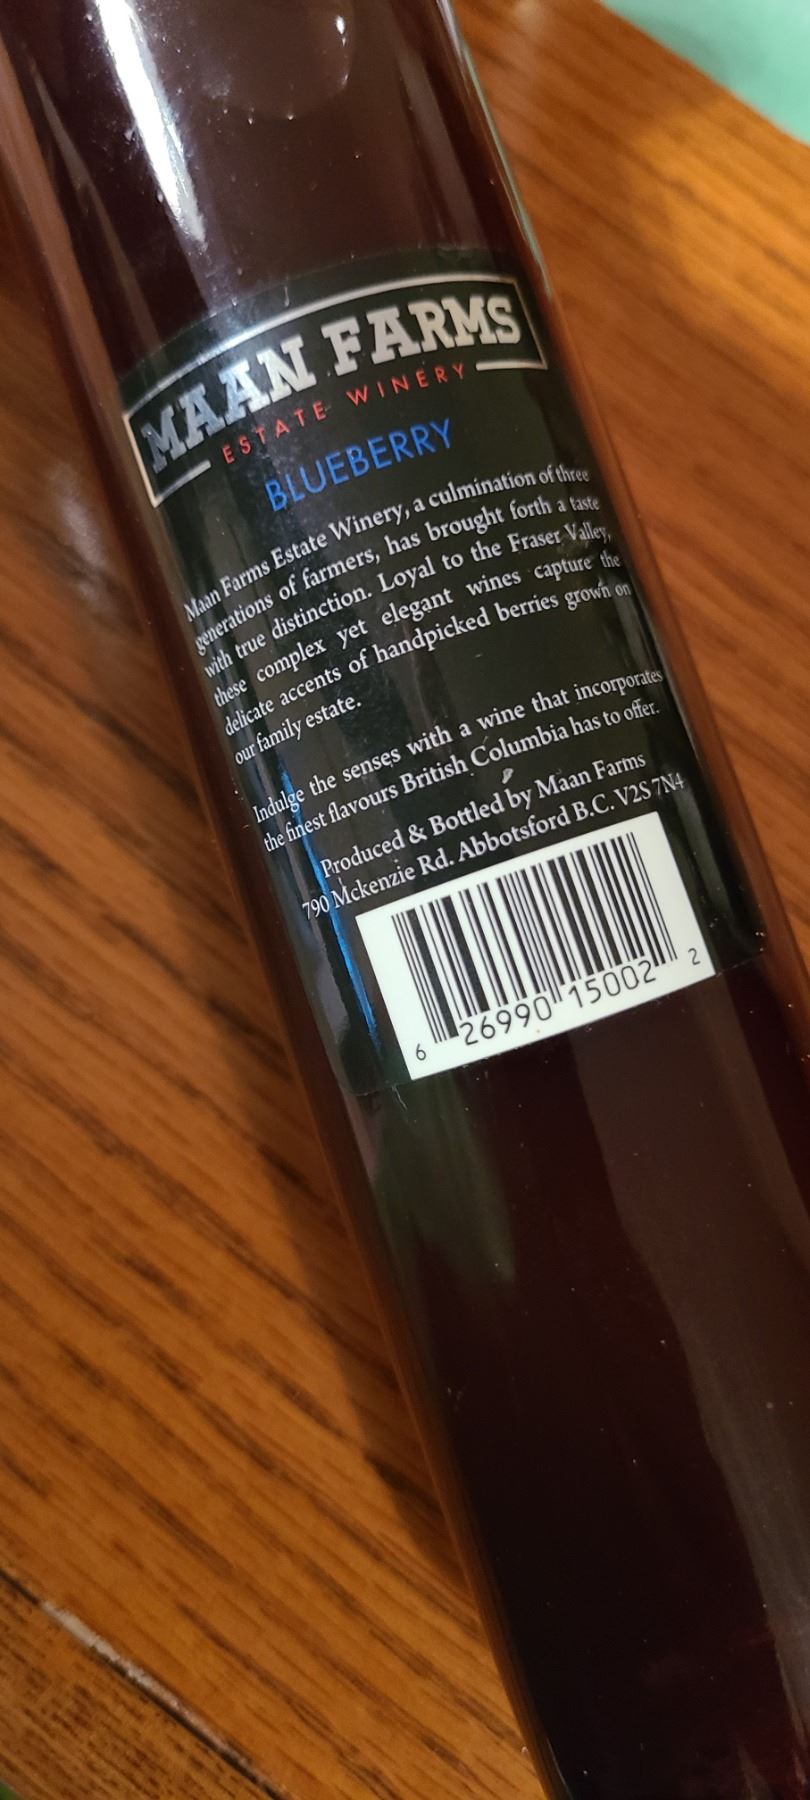 MAAN FARMS
ESTATE WINERY
BLUEBERRY
Maan Farms Estate Winery, a culmination of three
generations of farmers, has brought forth a taste
with true distinction. Loyal to the Fraser Valley,
these complex yet elegant wines capture the
delicate accents of handpicked berries grown on
our family estate.
Indulge the senses with a wine that incorporates
the finest flavours British Columbia has to offer.
Produced & Bottled by Maan Farms
790 Mckenzie Rd. Abbotsford B.C. V2S 7N4
6 26990 15002 2